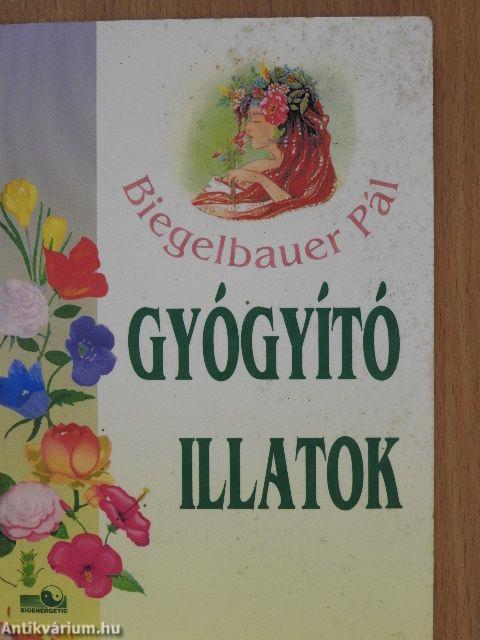 Biegelbauer Pál
GYÓGYÍTÓ
ILLATOK
BIOENERGETIC
Antikvárium.hu